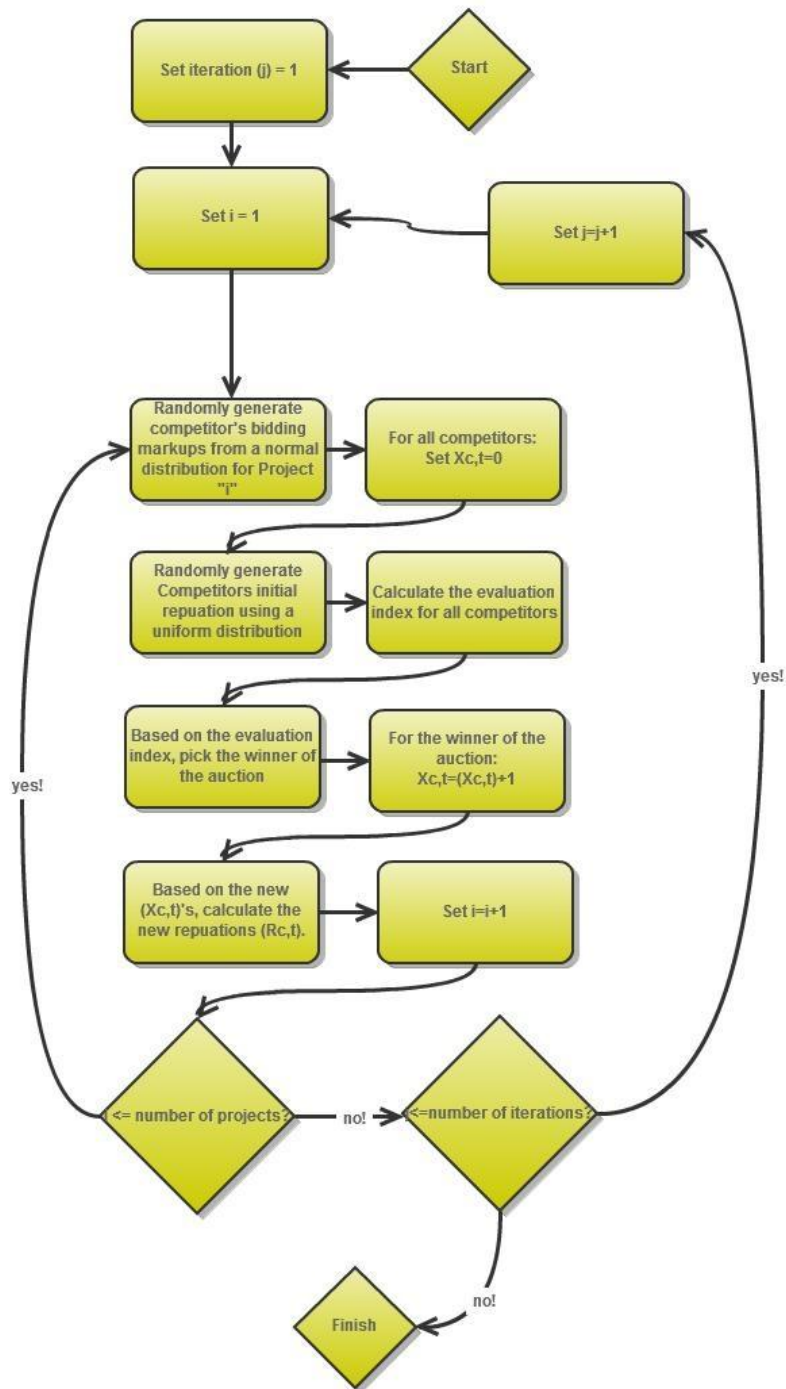 Start
Set iteration (j) = 1
Set i = 1
Set j=j+1
Randomly generate
competitor's bidding
markups from a normal
distribution for Project
"i"
For all competitors:
Set Xc,t=0
Randomly generate
Competitors initial
repuation using a
uniform distribution
Calculate the evaluation
index for all competitors
Based on the evaluation
index, pick the winner of
the auction
For the winner of the
auction:
Xc,t=(Xc,t)+1
Based on the new
(Xc,t)'s, calculate the
new repuations (Rc,t).
Set i=i+1
<= number of projects?
yes!
no!
<=number of iterations?
yes!
no!
Finish